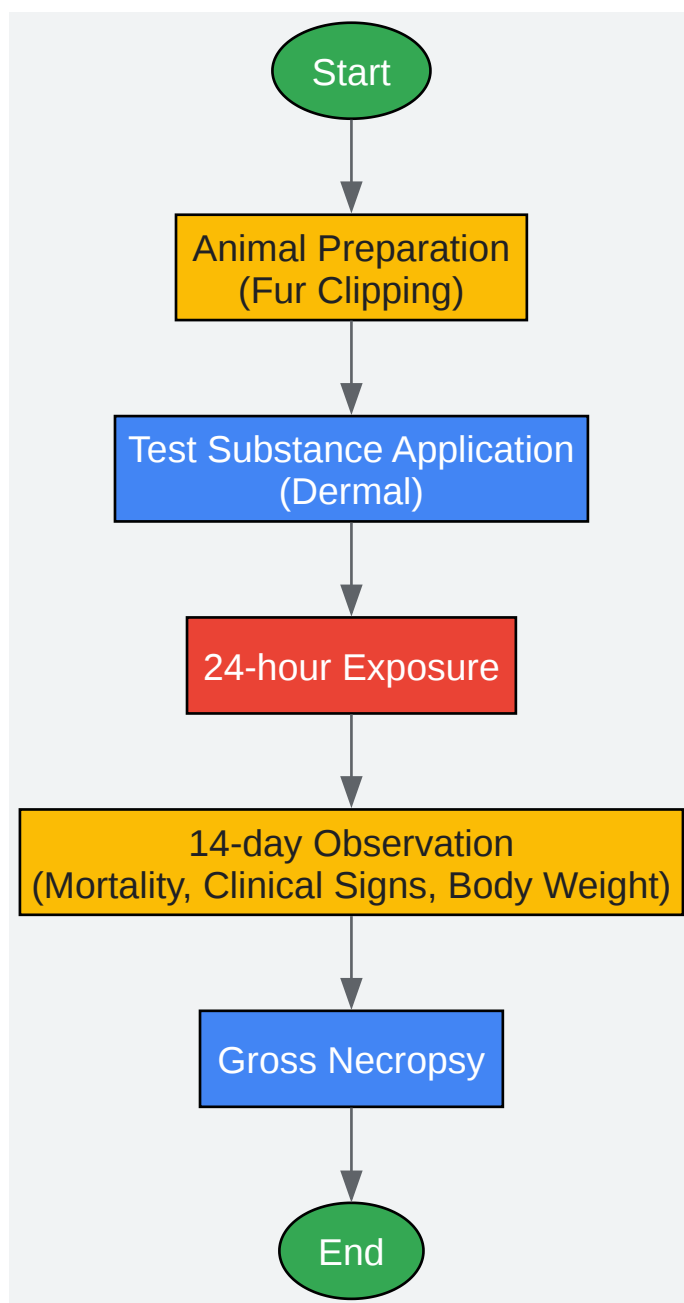 Start
Animal Preparation
(Fur Clipping)
Test Substance Application
(Dermal)
24-hour Exposure
14-day Observation
(Mortality, Clinical Signs, Body Weight)
Gross Necropsy
End